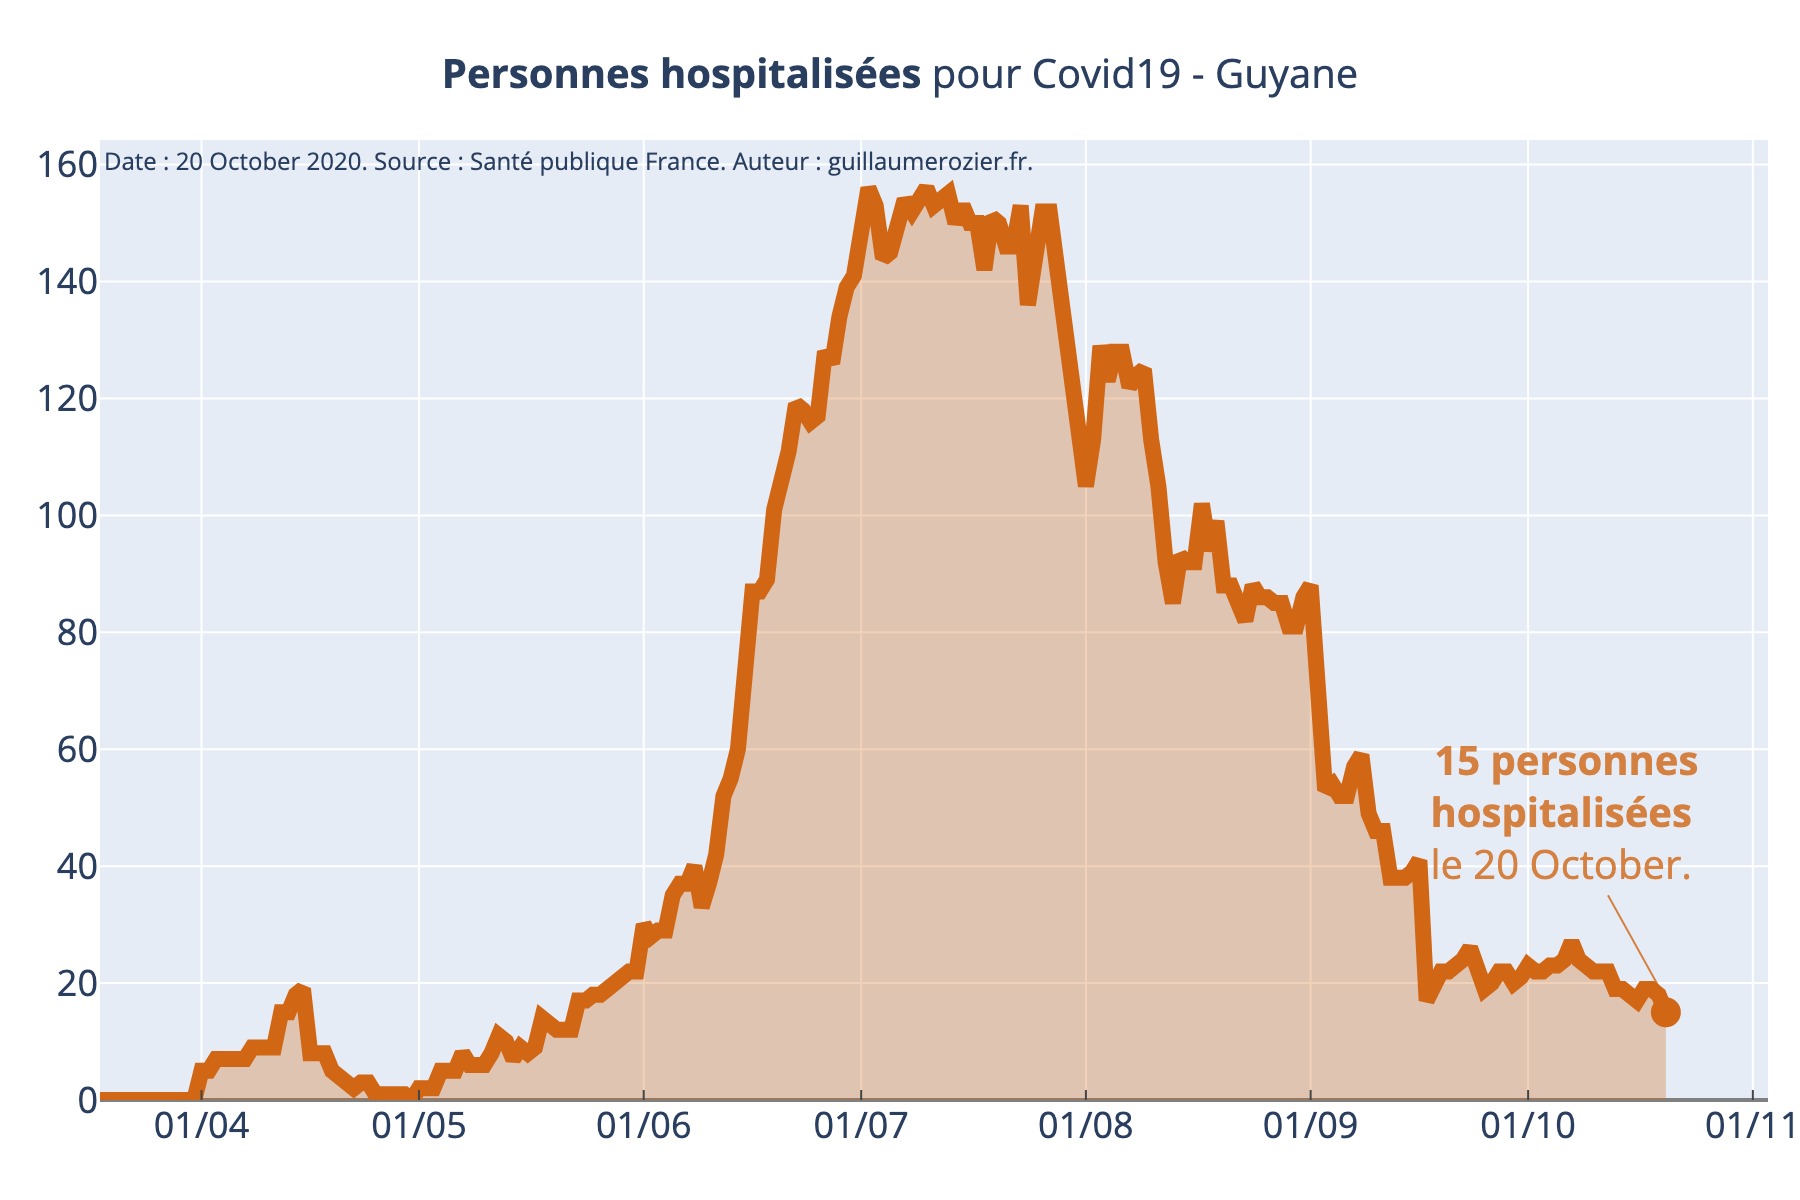 Personnes hospitalisées pour Covid19 - Guyane
Date : 20 October 2020. Source : Santé publique France. Auteur : guillaumerozier.fr.
160
140
120
100
80
60
40
20
0
15 personnes
hospitalisées
le 20 October.
01/04 01/05 01/06 01/07 01/08 01/09 01/10 01/11